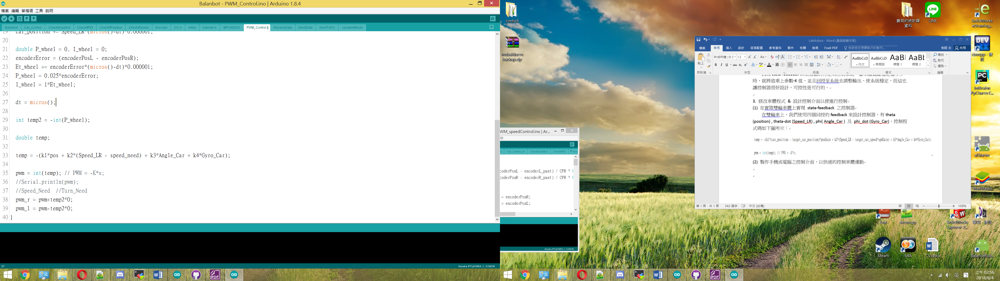 Balanbot - PWM_Control.ino | Arduino 1.8.4
檔案 編輯 草稿碼 工具 說明
Balanbot Car_Control CheckItJoystick CheckIfPID CheckIfPosition CheckIfSpeed Encoder I2C.h Initial Kalman.h MPU6050.h PWM_Control § ReceiveData SendData SendToPC UpdateAttitude
19 car_position += Speed_LR*(micros()-dt)*0.000001;
20
21 double P_wheel = 0, I_wheel = 0;
22 encoderError = (encoderPosL - encoderPosR);
23 Et_wheel += encoderError*(micros()-dt)*0.000001;
24 P_wheel = 0.025*encoderError;
25 I_wheel = 1*Et_wheel;
26
27 dt = micros();
28
29 int temp2 = -int(P_wheel);
30
31 double temp;
32
33 temp = -(k1*pos + k2*(Speed_LR - speed_need) + k3*Angle_Car + k4*Gyro_Car);
34
35 pwm = int(temp); // PWM = -K*x;
36 //Serial.println(pwm);
37 //Speed_Need //Turn_Need
38 pwm_r = pwm+temp2*0;
39 pwm_l = pwm-temp2*0;
40 }
27
Ameba RTL8195A 於 COM18
control
MobaXterm backup.zip
WM_speedControl.ino | Ar...
明
Car_Control_bt CheckItJoystick CheckIfPID
coderPosL - encoderL_past) / CPR *
coderPosR - encoderR_past) / CPR *
= encoderPosR;
= encoderPosL;
Ameba RTL8195A 於 COM18
寶貝的統計課資料
LINE
SolidWorks eDrawing...
Lab4.docx - Word (產品啟動失敗)
檔案 常用 插入 設計 版面配置 參考資料 郵件 校閱 檢視 Foxit PDF 告訴我您想要執行的動作... 共用
貼上
新細明體 (本文 12
AaBbCcD AaBbCcD AaBbl AaBbC
內文 無間距 標題 1 標題 2
尋找
取代
選取
剪貼簿 字型 段落 樣式 編輯
時，就將值乘上參數-K 值，並且回授至系統去調整輸出，使系統穩定，而這也
讓控制器很好設計，可控性是可行的。
3. 修改車體程式 & 設計控制介面以便進行控制
(1) 在實際雙輪車體上實現 state-feedback 之控制器
在雙輪車上，我們使用四個回授的 feedback 來設計控制器，有 theta
(position) , theta-dot (Speed_LR) , phi( Angle_Car ) 及 phi_dot (Gyro_Car)，控制程
式碼如下圖所示：
temp = -(k1*(car_position - target_car_position)*posGain + k2*(Speed_LR - target_car_speed*spdGain) + k3*Angle_Car + k4*Gyro_Car);
pwm = int(temp); // PWM = -K*x;
(2) 製作手機或電腦之控制介面，以快速的控制車體運動
第 1 頁，共 1 頁 342 個字 中文 (台灣) 108%
DEV
devcpp - 捷徑
PC
JetBrains PyCharm C...
aiStarter
BlueStacks
Zeal
server.py
SolidWorks Explorer 2...
學習 - 捷徑
Steam
S4A
CV.docx
BalanceRob...
英
上午 02:56
2018/6/4